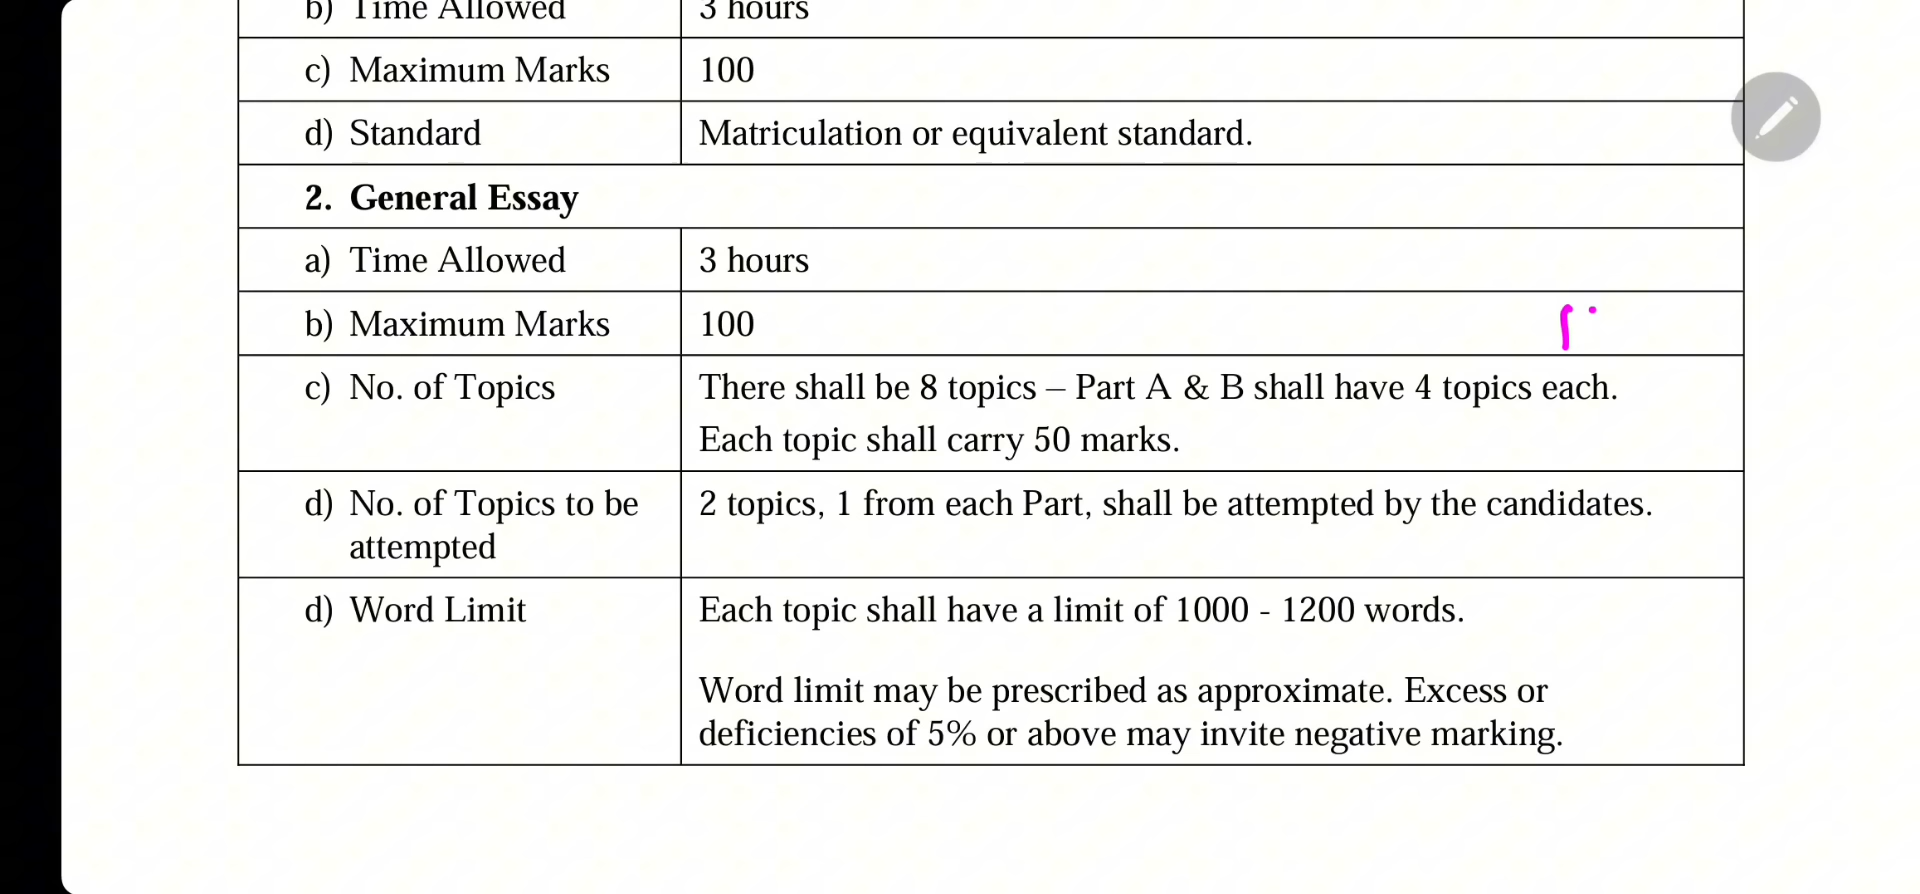 b) Time Allowed 3 hours
c) Maximum Marks 100
d) Standard Matriculation or equivalent standard.
2. General Essay
a) Time Allowed 3 hours
b) Maximum Marks 100
c) No. of Topics There shall be 8 topics – Part A & B shall have 4 topics each.
Each topic shall carry 50 marks.
d) No. of Topics to be 2 topics, 1 from each Part, shall be attempted by the candidates.
attempted
d) Word Limit Each topic shall have a limit of 1000 - 1200 words.
Word limit may be prescribed as approximate. Excess or
deficiencies of 5% or above may invite negative marking.